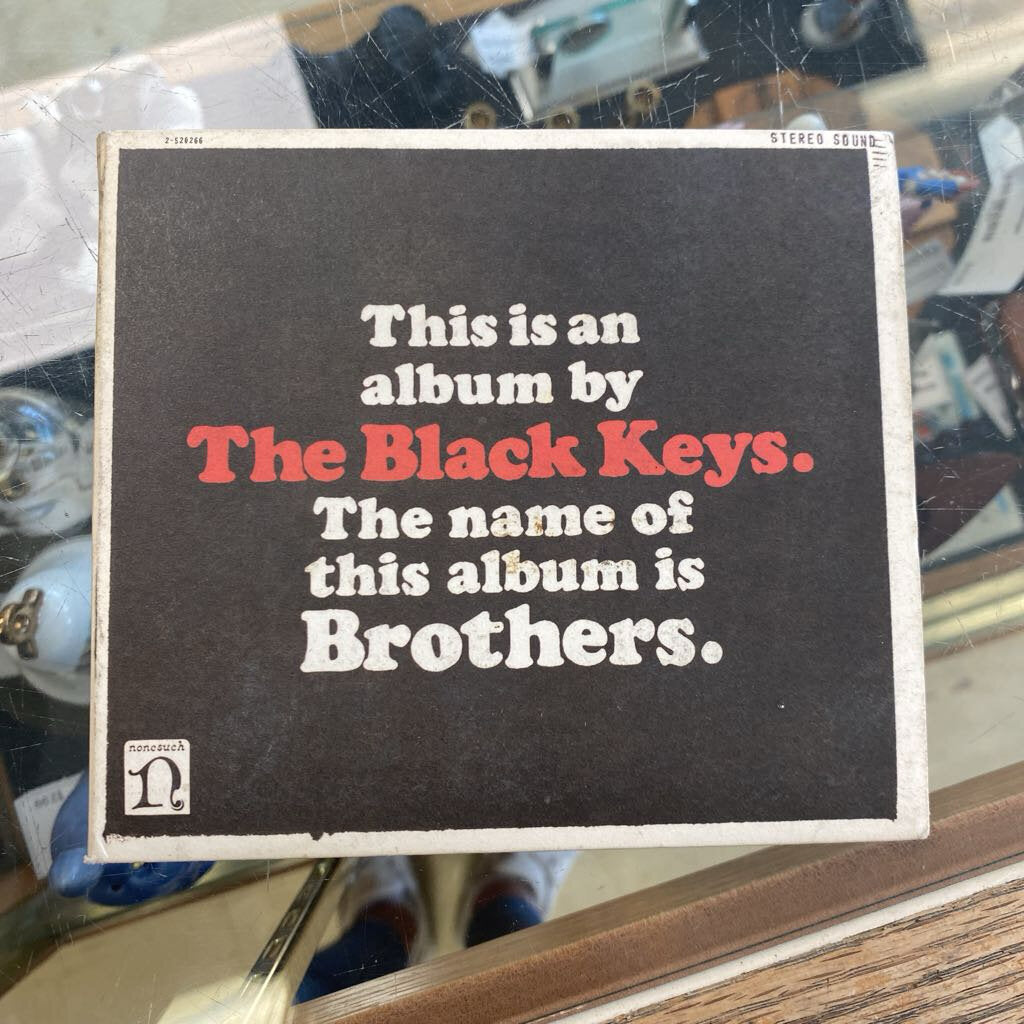 2-520266
STEREO SOUND
This is an
album by
The Black Keys.
The name of
this album is
Brothers.
nonesuch
n